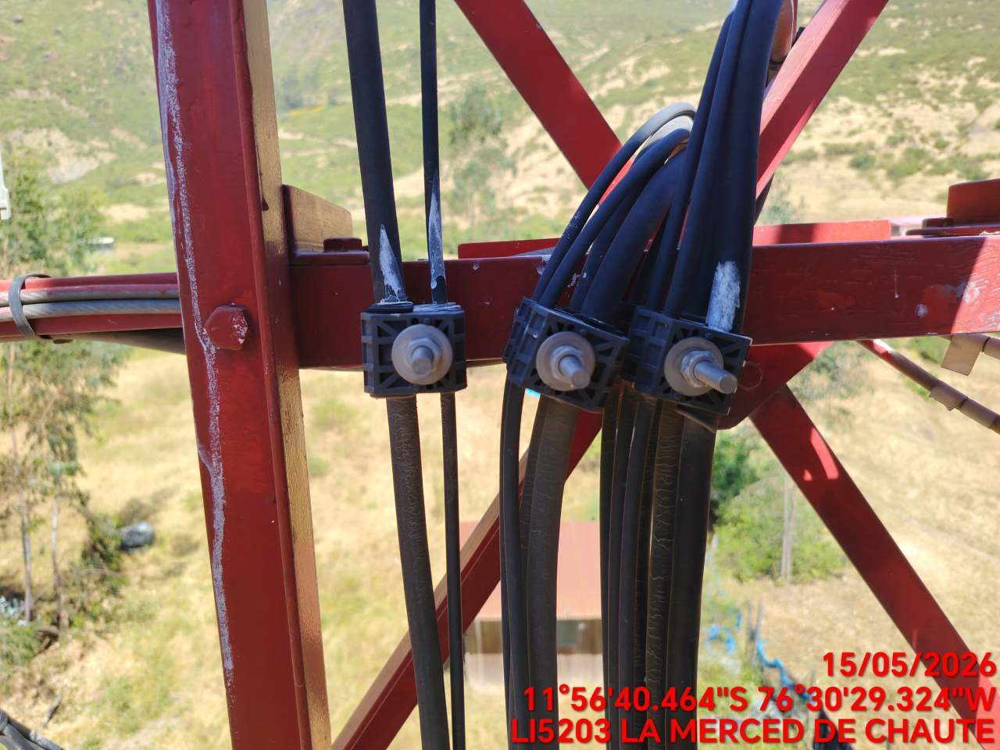 15/05/2026
11°56'40.464"S 76°30'29.324"W
LI5203 LA MERCED DE CHAUTE